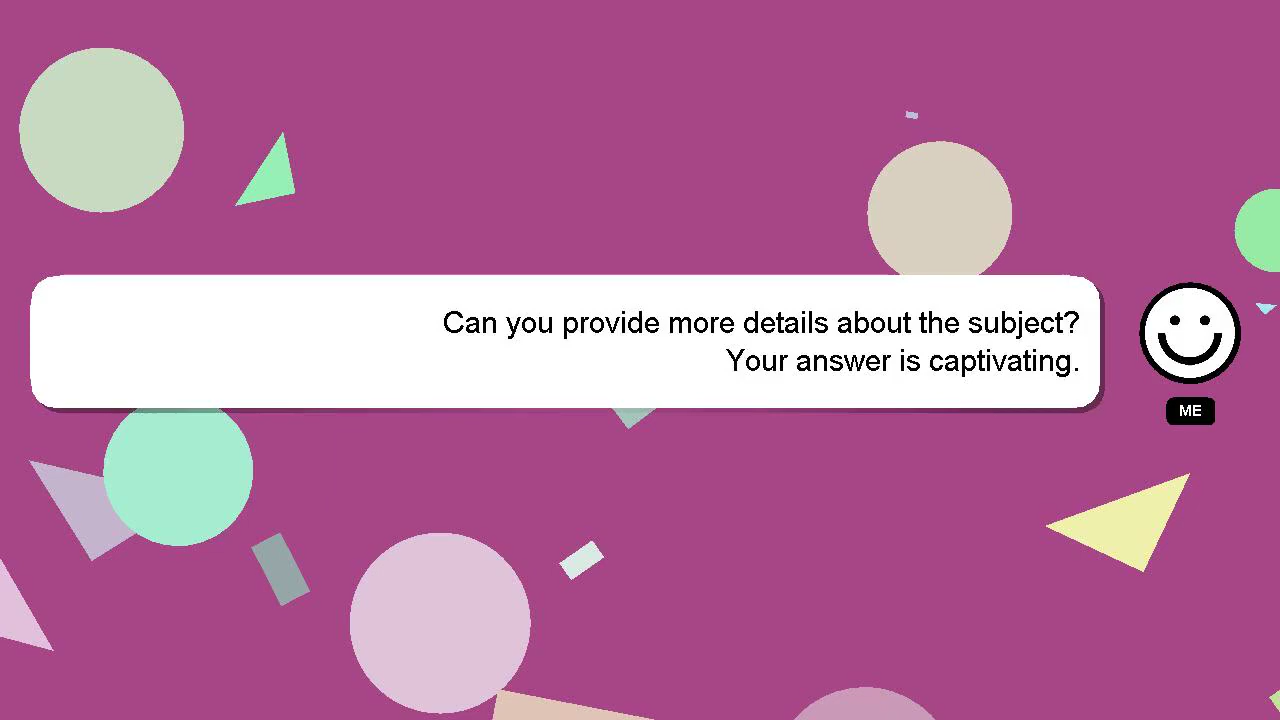 Can you provide more details about the subject?
Your answer is captivating.
ME